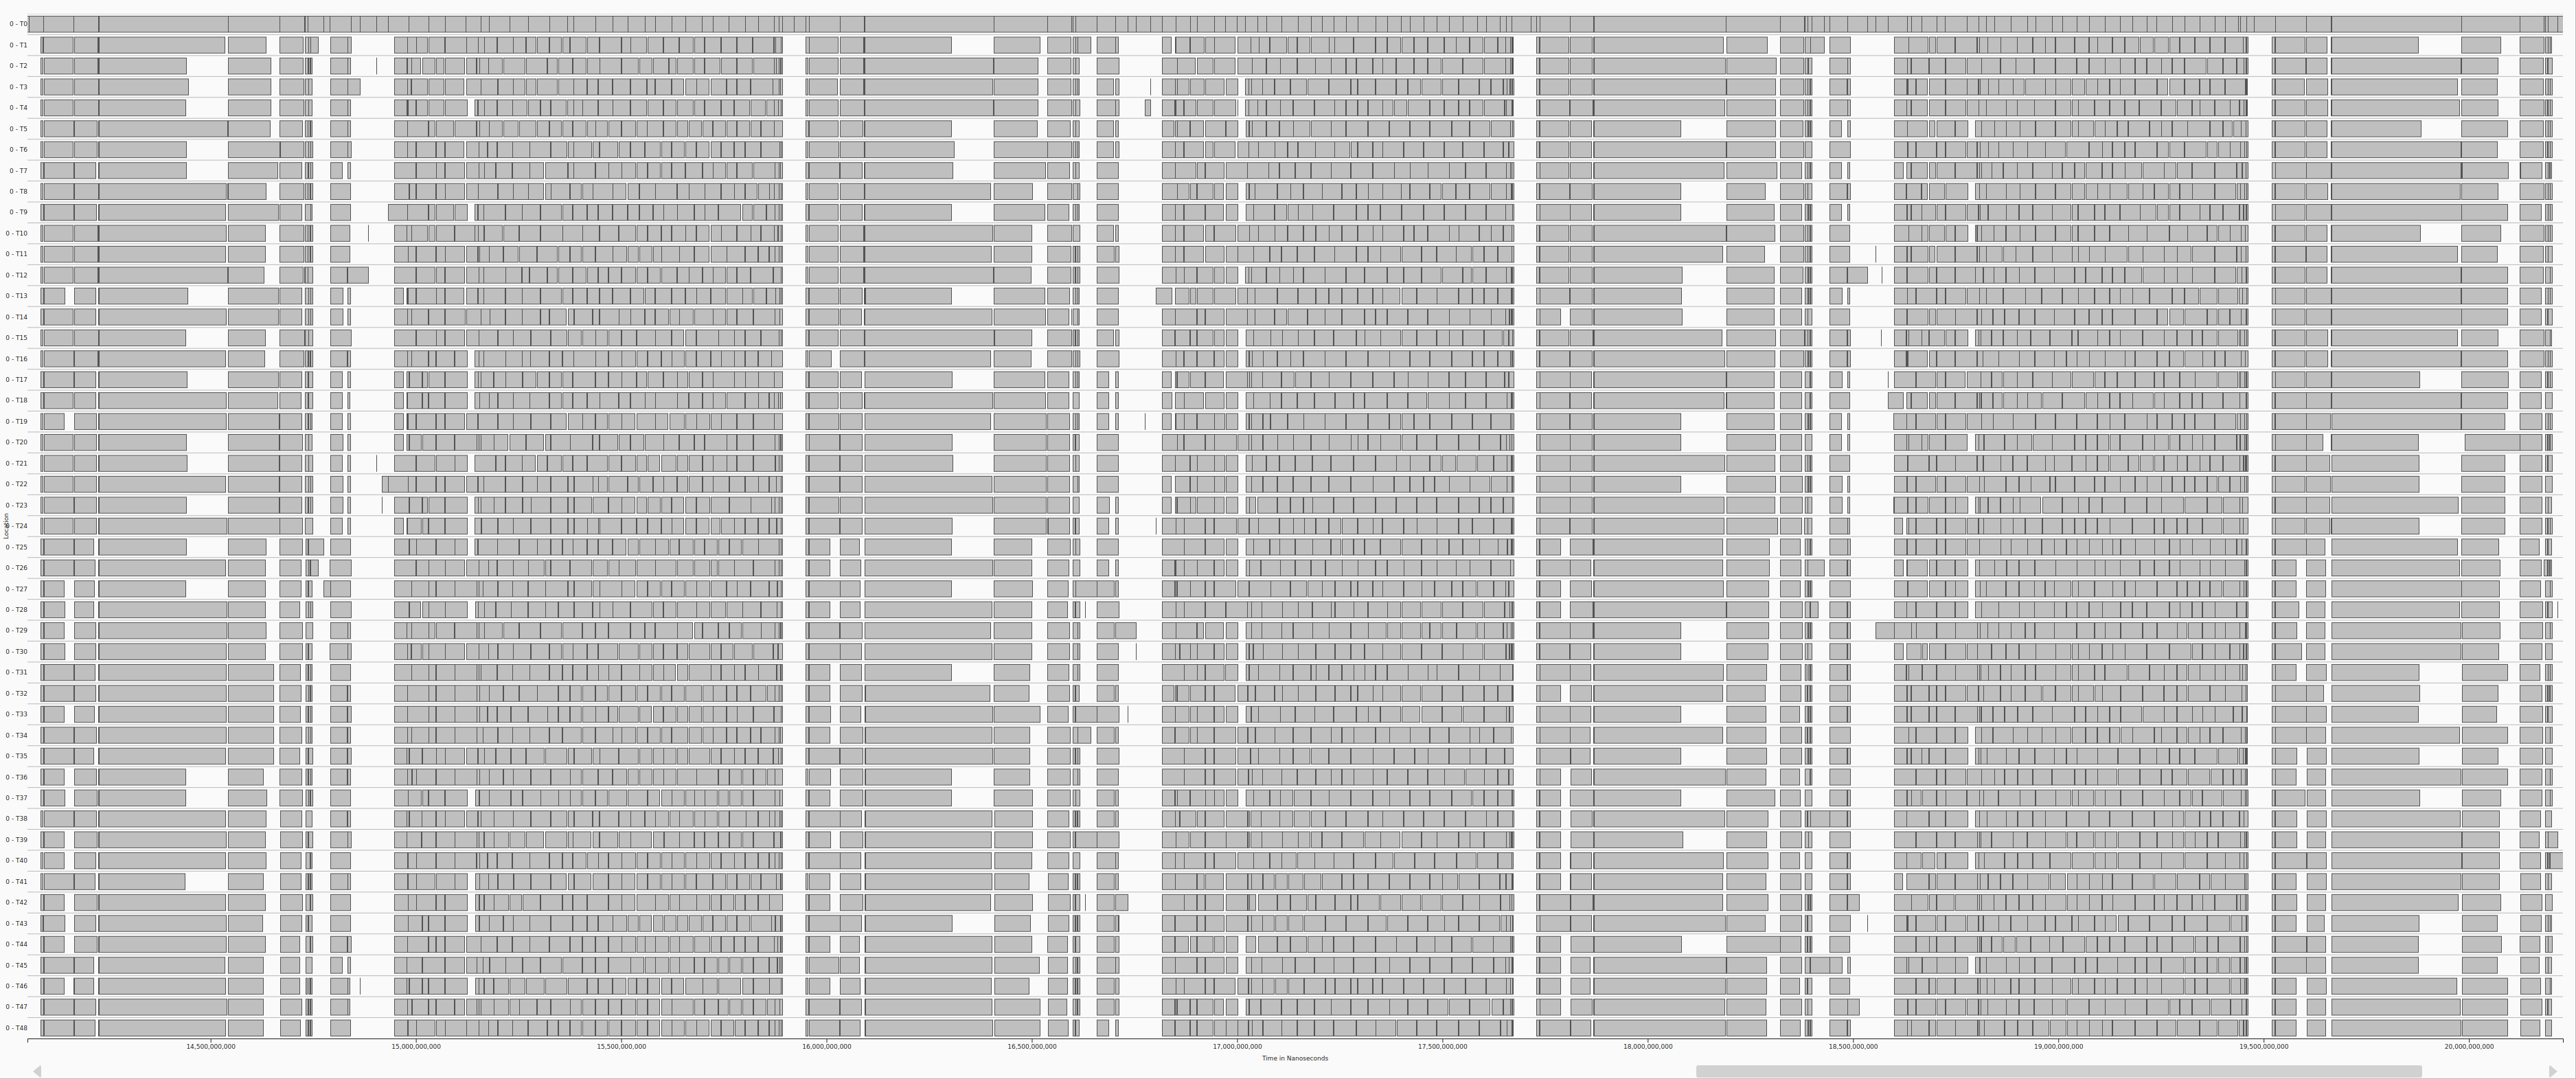 0 - T0
0 - T1
0 - T2
0 - T3
0 - T4
0 - T5
0 - T6
0 - T7
0 - T8
0 - T9
0 - T10
0 - T11
0 - T12
0 - T13
0 - T14
0 - T15
0 - T16
0 - T17
0 - T18
0 - T19
0 - T20
0 - T21
0 - T22
0 - T23
Location
0 - T24
0 - T25
0 - T26
0 - T27
0 - T28
0 - T29
0 - T30
0 - T31
0 - T32
0 - T33
0 - T34
0 - T35
0 - T36
0 - T37
0 - T38
0 - T39
0 - T40
0 - T41
0 - T42
0 - T43
0 - T44
0 - T45
0 - T46
0 - T47
0 - T48
14,500,000,000 15,000,000,000 15,500,000,000 16,000,000,000 16,500,000,000 17,000,000,000 17,500,000,000 18,000,000,000 18,500,000,000 19,000,000,000 19,500,000,000 20,000,000,000
Time in Nanoseconds